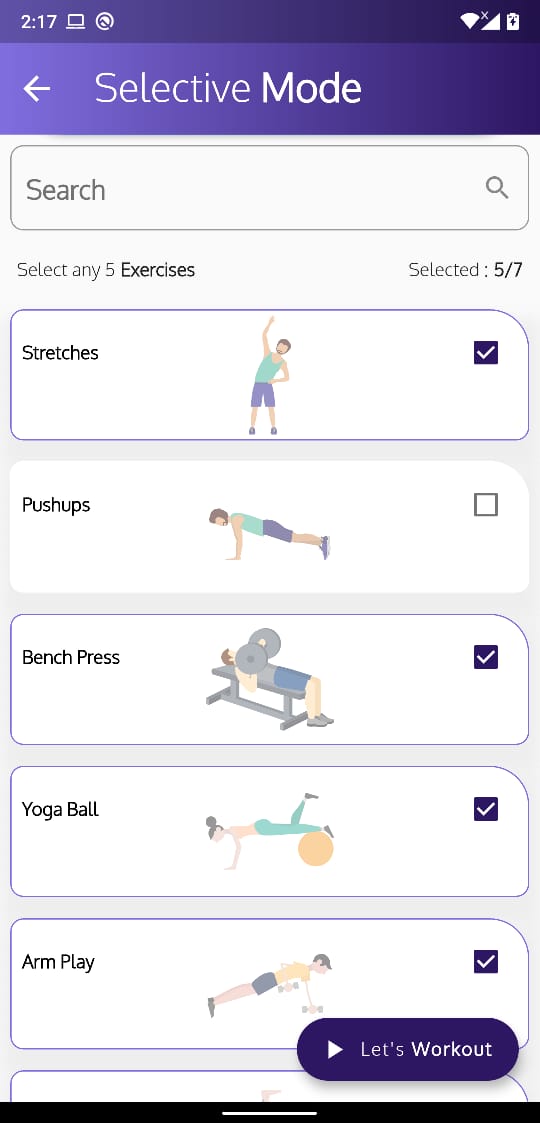 2:17
Selective Mode
Search
Select any 5 Exercises
Selected : 5/7
Stretches
Pushups
Bench Press
Yoga Ball
Arm Play
Let's Workout